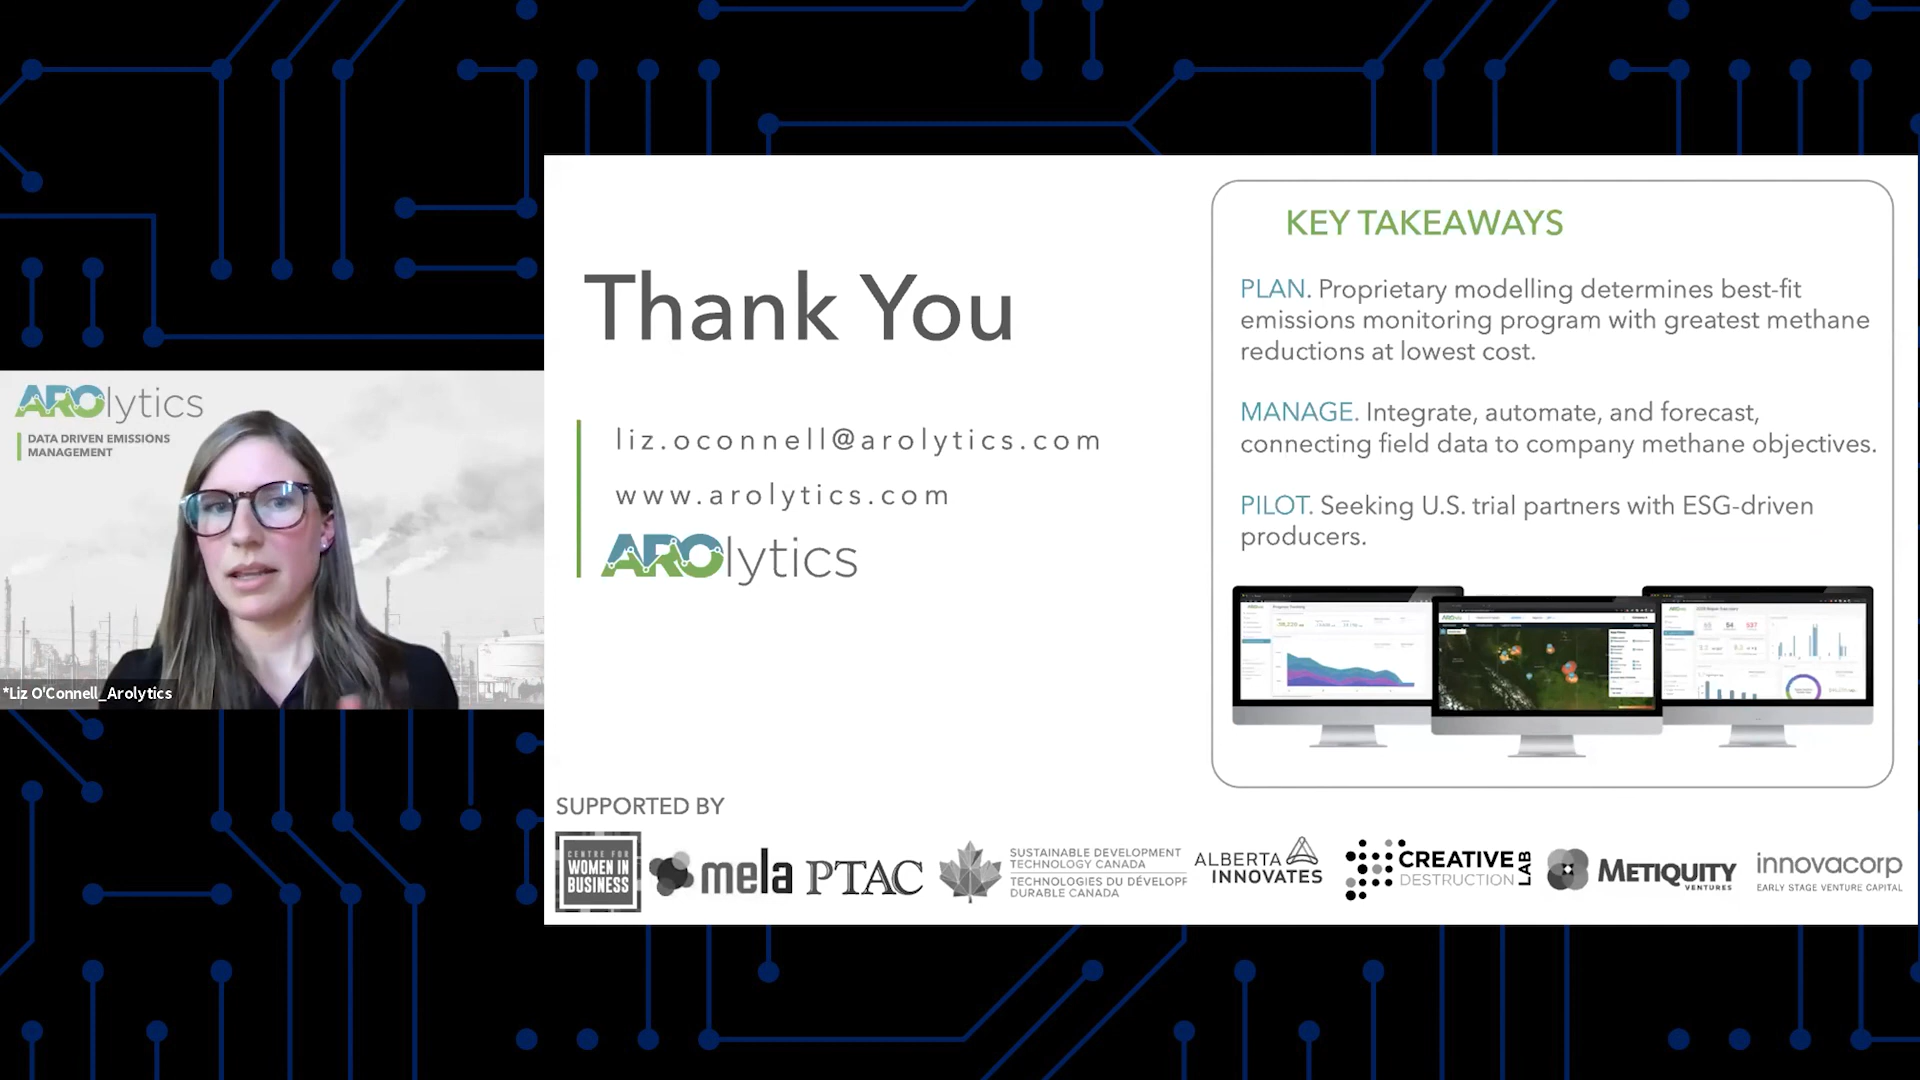 AROlytics
DATA DRIVEN EMISSIONS
MANAGEMENT
*Liz O'Connell_Arolytics
Thank You
liz.oconnell@arolytics.com
www.arolytics.com
AROlytics
KEY TAKEAWAYS
PLAN. Proprietary modelling determines best-fit
emissions monitoring program with greatest methane
reductions at lowest cost.
MANAGE. Integrate, automate, and forecast,
connecting field data to company methane objectives.
PILOT. Seeking U.S. trial partners with ESG-driven
producers.
SUPPORTED BY
CENTRE FOR
WOMEN IN
BUSINESS
mela
PTAC
SUSTAINABLE DEVELOPMENT
TECHNOLOGY CANADA
TECHNOLOGIES DU DÉVELOPP
DURABLE CANADA
ALBERTA
INNOVATES
CREATIVE
DESTRUCTION
LAB
METIQUITY
VENTURES
innovacorp
EARLY STAGE VENTURE CAPITAL